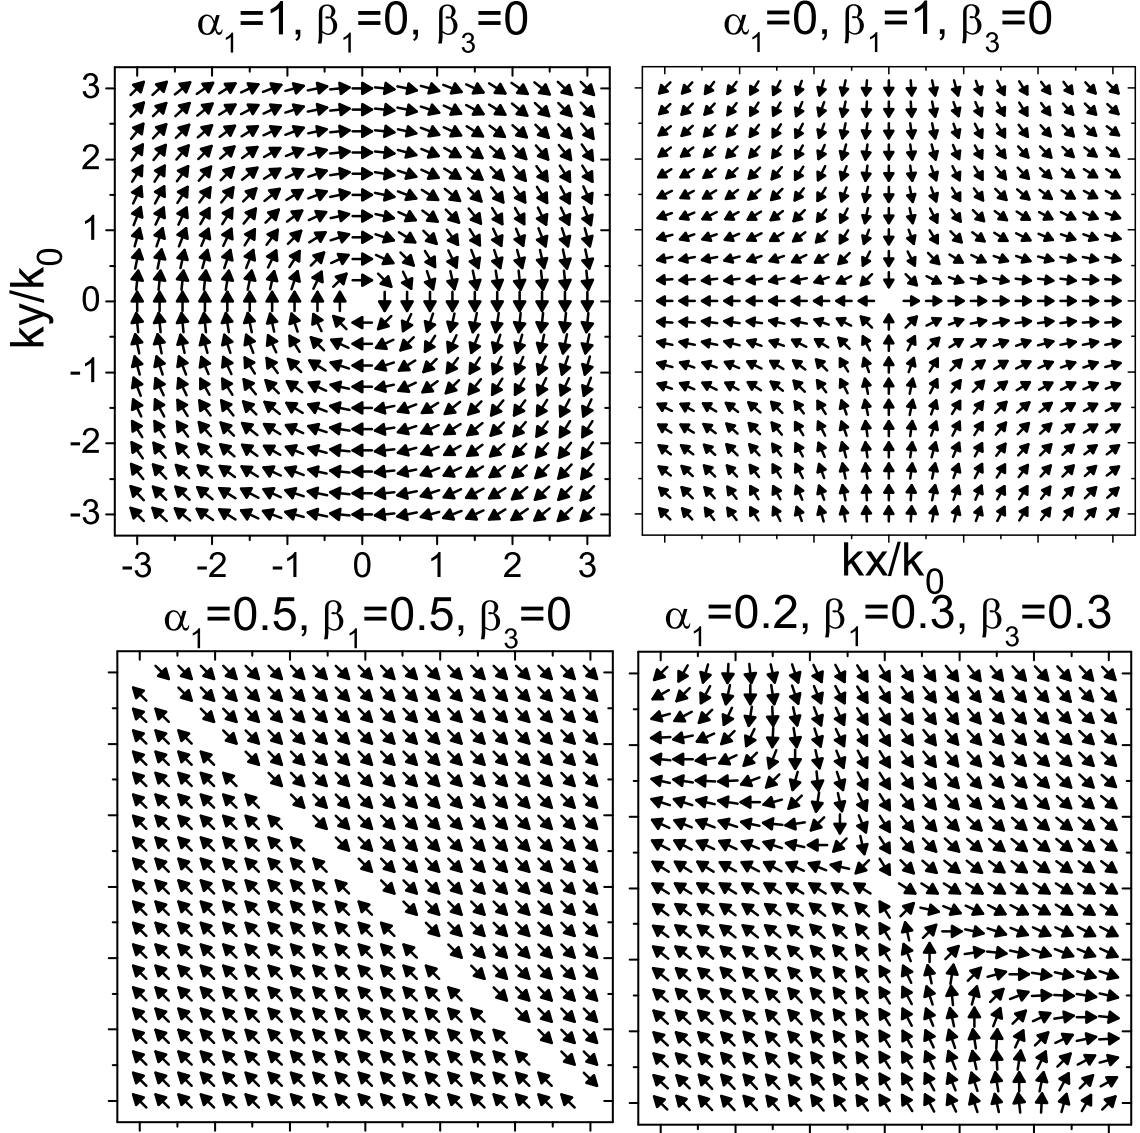 α₁=1, β₁=0, β₃=0
α₁=0, β₁=1, β₃=0
3
2
1
0
-1
-2
-3
ky/k₀
-3 -2 -1 0 1 2 3
kx/k₀
α₁=0.5, β₁=0.5, β₃=0
α₁=0.2, β₁=0.3, β₃=0.3